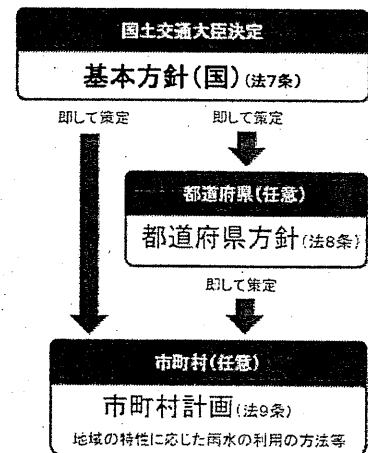 国土交通大臣決定
基本方針(国)(法7条)
即して策定 即して策定
都道府県(任意)
都道府県方針(法8条)
即して策定
市町村(任意)
市町村計画(法9条)
地域の特性に応じた雨水の利用の方法等